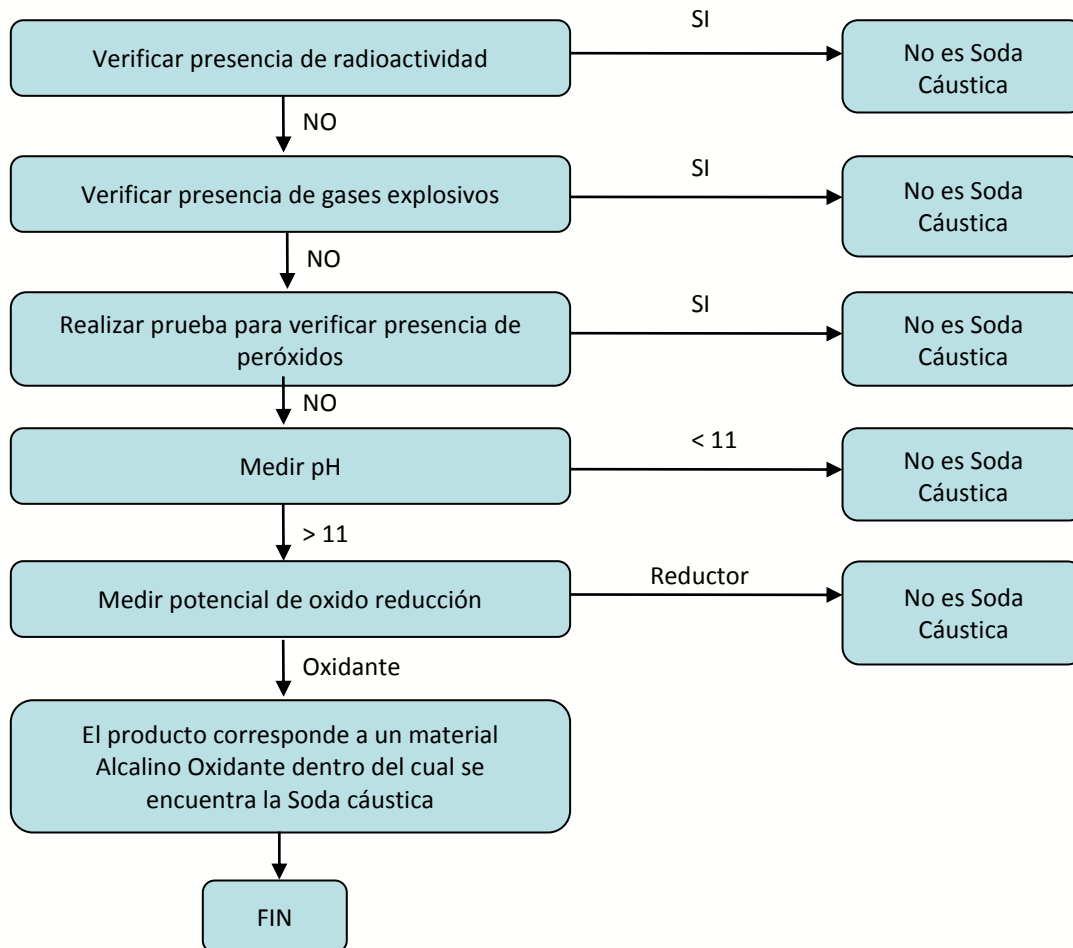 SI
Verificar presencia de radioactividad
No es Soda
Cáustica
NO
SI
Verificar presencia de gases explosivos
No es Soda
Cáustica
NO
SI
Realizar prueba para verificar presencia de
peróxidos
No es Soda
Cáustica
NO
< 11
Medir pH
No es Soda
Cáustica
> 11
Reductor
Medir potencial de oxido reducción
No es Soda
Cáustica
Oxidante
El producto corresponde a un material
Alcalino Oxidante dentro del cual se
encuentra la Soda cáustica
FIN